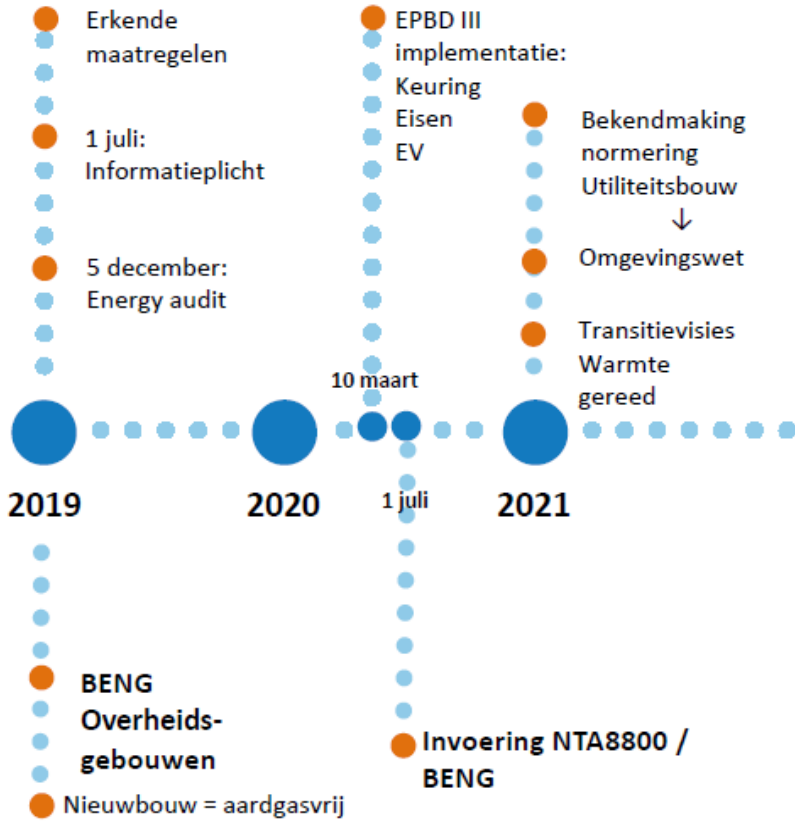 Erkende
maatregelen
1 juli:
Informatieplicht
5 december:
Energy audit
EPBD III
implementatie:
Keuring
Eisen
EV
Bekendmaking
normering
Utiliteitsbouw
↓
Omgevingswet
Transitievisies
Warmte
gereed
10 maart
2019
2020
1 juli
2021
BENG
Overheids-
gebouwen
Nieuwbouw = aardgasvrij
Invoering NTA8800 /
BENG